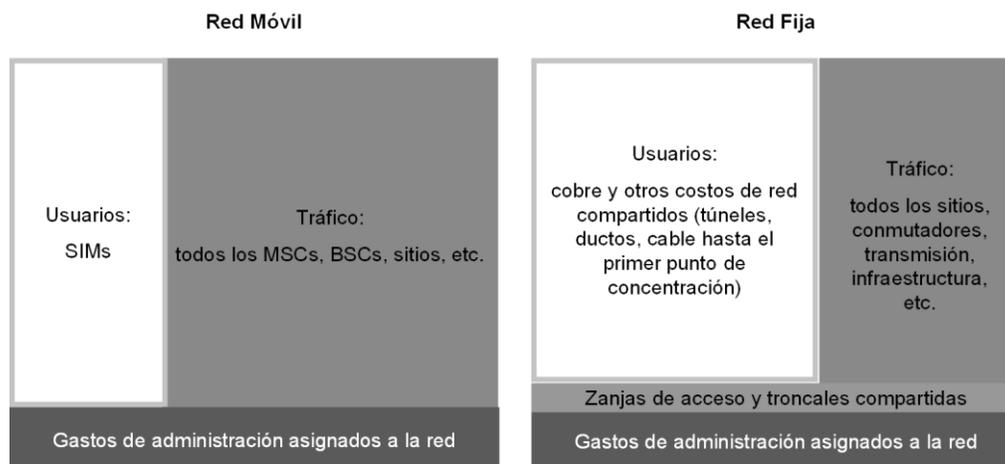 Red Móvil
Usuarios:
SIMs
Tráfico:
todos los MSCs, BSCs, sitios, etc.
Gastos de administración asignados a la red
Red Fija
Usuarios:
cobre y otros costos de red
compartidos (túneles,
ductos, cable hasta el
primer punto de
concentración)
Tráfico:
todos los sitios,
conmutadores,
transmisión,
infraestructura,
etc.
Zanjas de acceso y troncales compartidas
Gastos de administración asignados a la red